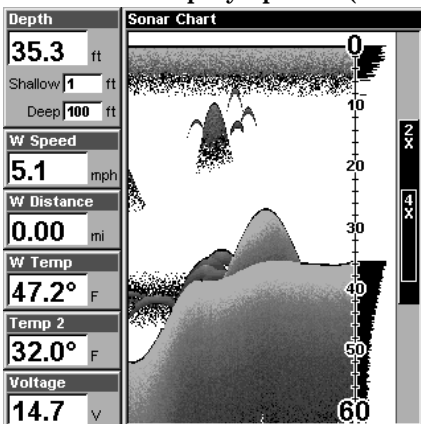 Depth
35.3 ft
Shallow 1 ft
Deep 100 ft
W Speed
5.1 mph
W Distance
0.00 mi
W Temp
47.2° F
Temp 2
32.0° F
Voltage
14.7 V
Sonar Chart
0
10
20
30
40
50
60
2X
4X